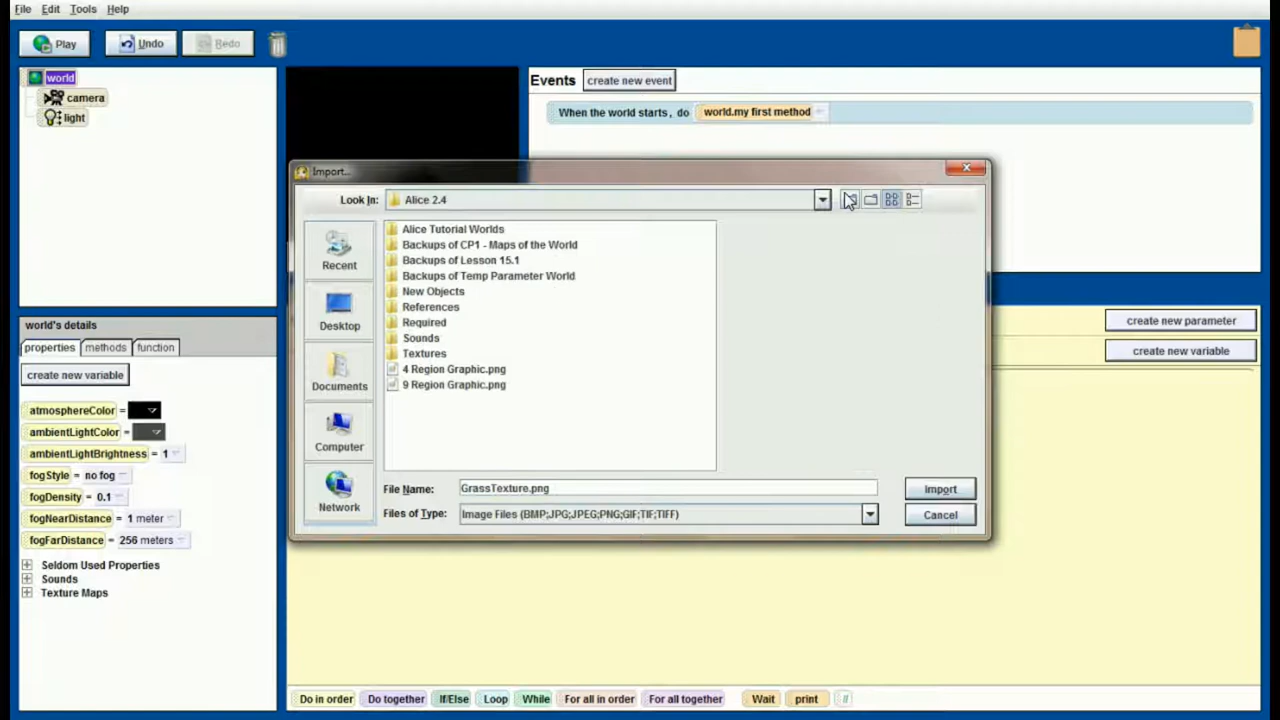 File Edit Tools Help
Play Undo Redo
world
camera
light
Events create new event
When the world starts, do world.my first method
Import...
Look In: Alice 2.4
Recent
Desktop
Documents
Computer
Network
Alice Tutorial Worlds
Backups of CP1 - Maps of the World
Backups of Lesson 15.1
Backups of Temp Parameter World
New Objects
References
Required
Sounds
Textures
4 Region Graphic.png
9 Region Graphic.png
File Name: GrassTexture.png Import
Files of Type: Image Files (BMP;JPG;JPEG;PNG;GIF;TIF;TIFF) Cancel
world's details
properties methods function
create new variable
atmosphereColor =
ambientLightColor =
ambientLightBrightness = 1
fogStyle = no fog
fogDensity = 0.1
fogNearDistance = 1 meter
fogFarDistance = 256 meters
Seldom Used Properties
Sounds
Texture Maps
create new parameter
create new variable
Do in order Do together If/Else Loop While For all in order For all together Wait print //